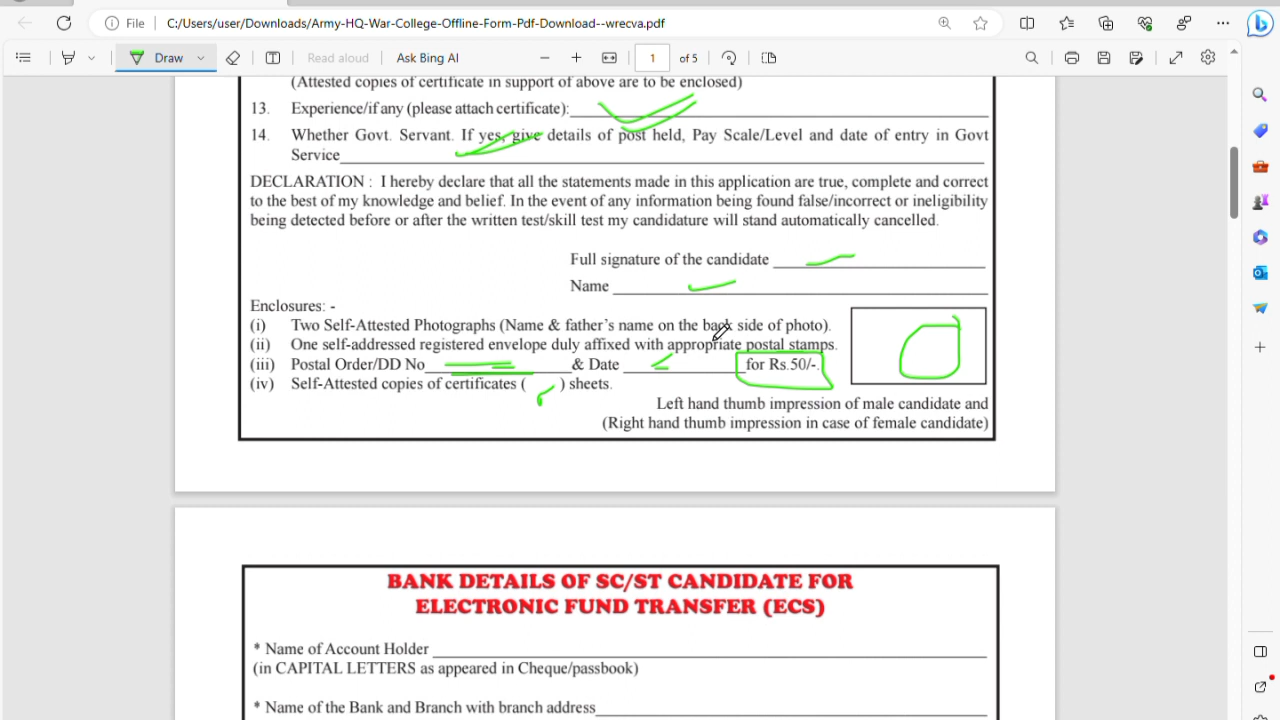 File C:/Users/user/Downloads/Army-HQ-War-College-Offline-Form-Pdf-Download--wrecva.pdf
Draw Read aloud Ask Bing AI 1 of 5
(Attested copies of certificate in support of above are to be enclosed)
13. Experience/if any (please attach certificate):
14. Whether Govt. Servant. If yes, give details of post held, Pay Scale/Level and date of entry in Govt
Service
DECLARATION : I hereby declare that all the statements made in this application are true, complete and correct
to the best of my knowledge and belief. In the event of any information being found false/incorrect or ineligibility
being detected before or after the written test/skill test my candidature will stand automatically cancelled.
Full signature of the candidate
Name
Enclosures: -
(i) Two Self-Attested Photographs (Name & father's name on the back side of photo).
(ii) One self-addressed registered envelope duly affixed with appropriate postal stamps.
(iii) Postal Order/DD No & Date for Rs.50/-.
(iv) Self-Attested copies of certificates ( ) sheets.
Left hand thumb impression of male candidate and
(Right hand thumb impression in case of female candidate)
BANK DETAILS OF SC/ST CANDIDATE FOR
ELECTRONIC FUND TRANSFER (ECS)
* Name of Account Holder
(in CAPITAL LETTERS as appeared in Cheque/passbook)
* Name of the Bank and Branch with branch address